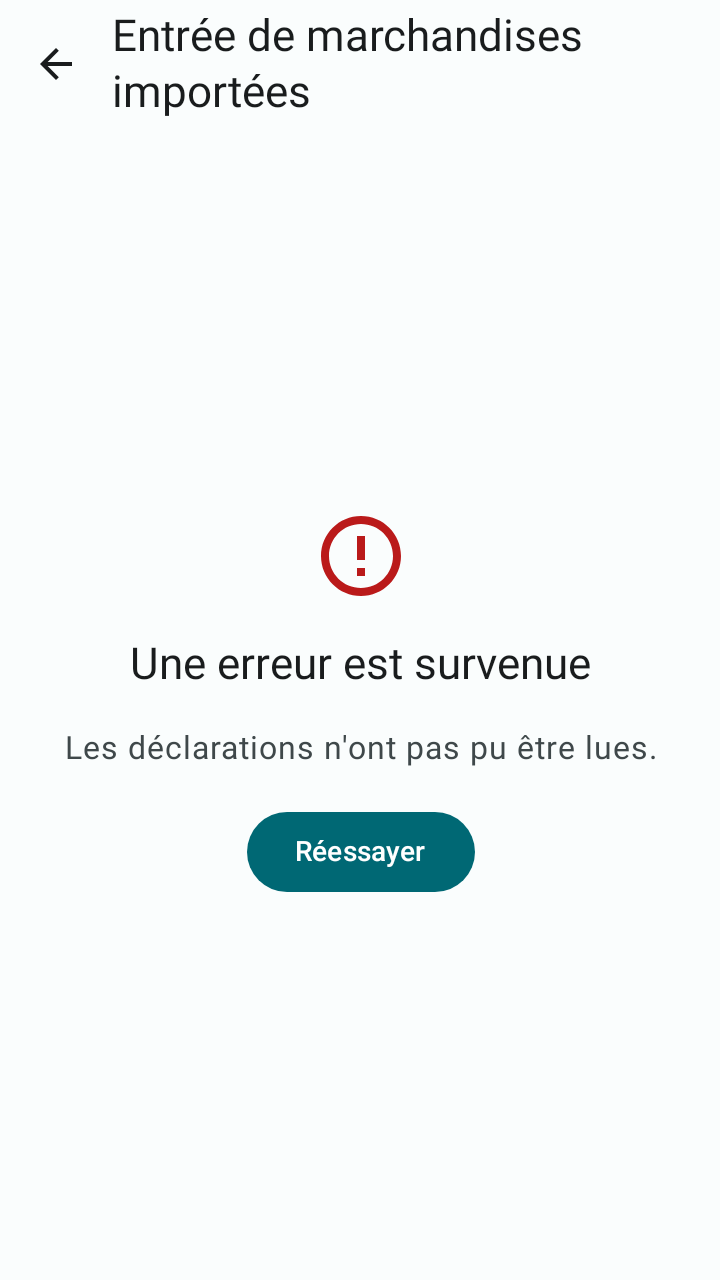 Entrée de marchandises
importées
Une erreur est survenue
Les déclarations n'ont pas pu être lues.
Réessayer